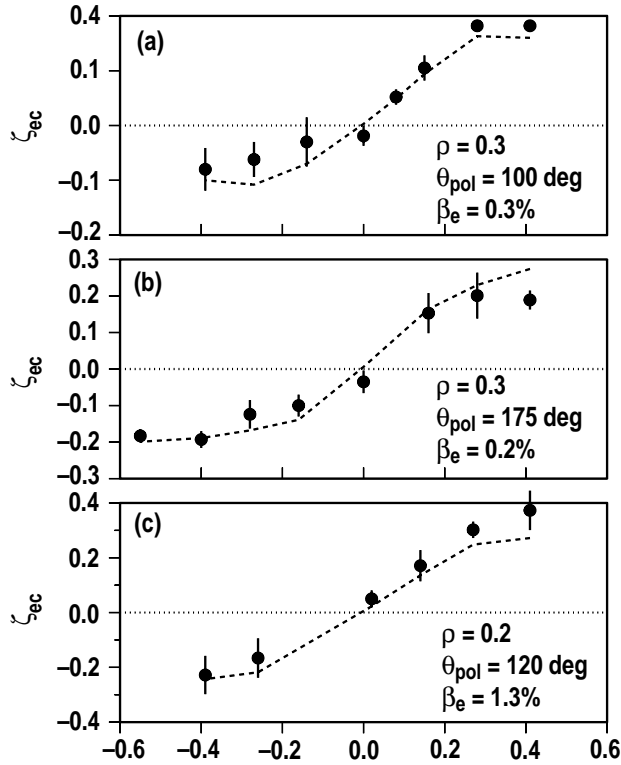 (a)
0.4
0.1
0.0
–0.1
–0.2
ζec
ρ = 0.3
θpol = 100 deg
βe = 0.3%
(b)
0.3
0.2
0.1
0.0
–0.1
–0.2
–0.3
ζec
ρ = 0.3
θpol = 175 deg
βe = 0.2%
(c)
0.4
0.2
0.0
–0.2
–0.4
ζec
ρ = 0.2
θpol = 120 deg
βe = 1.3%
–0.6 –0.4 –0.2 0.0 0.2 0.4 0.6